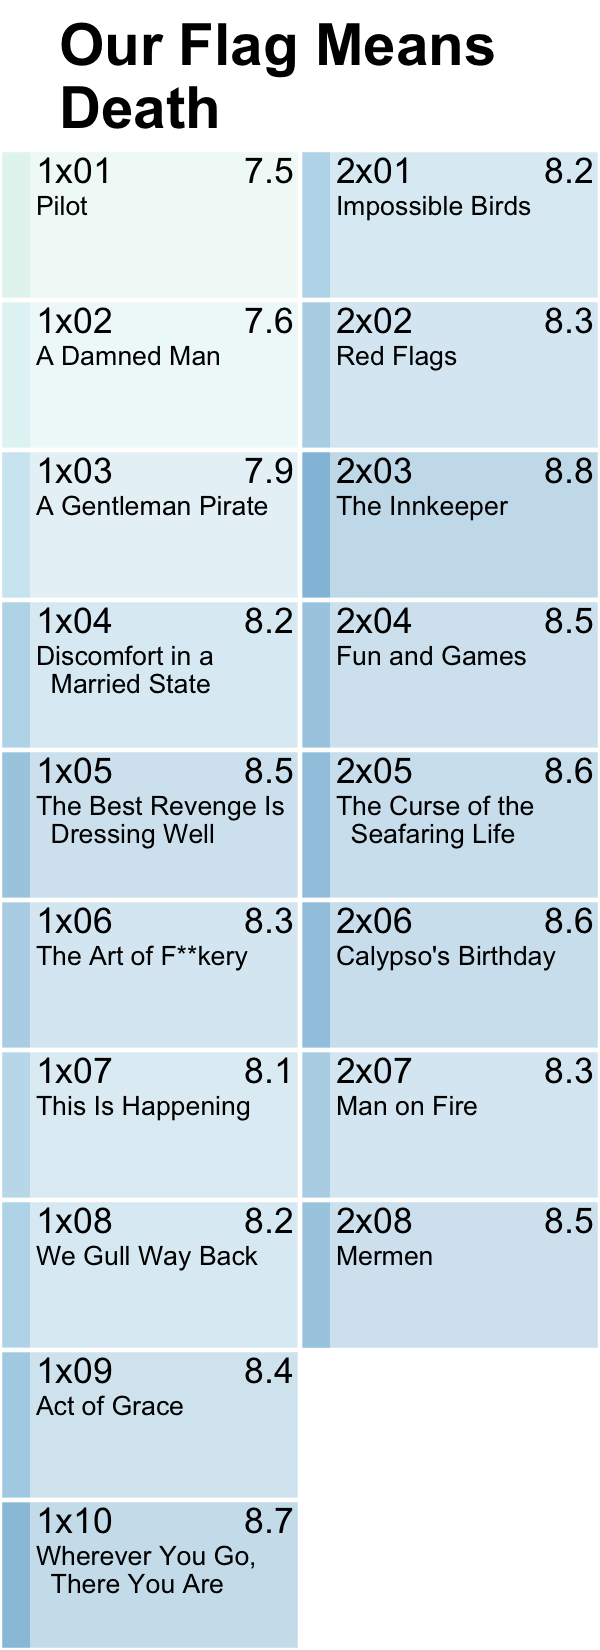 Our Flag Means
Death
1x01 7.5
Pilot
1x02 7.6
A Damned Man
1x03 7.9
A Gentleman Pirate
1x04 8.2
Discomfort in a
Married State
1x05 8.5
The Best Revenge Is
Dressing Well
1x06 8.3
The Art of F**kery
1x07 8.1
This Is Happening
1x08 8.2
We Gull Way Back
1x09 8.4
Act of Grace
1x10 8.7
Wherever You Go,
There You Are
2x01 8.2
Impossible Birds
2x02 8.3
Red Flags
2x03 8.8
The Innkeeper
2x04 8.5
Fun and Games
2x05 8.6
The Curse of the
Seafaring Life
2x06 8.6
Calypso's Birthday
2x07 8.3
Man on Fire
2x08 8.5
Mermen